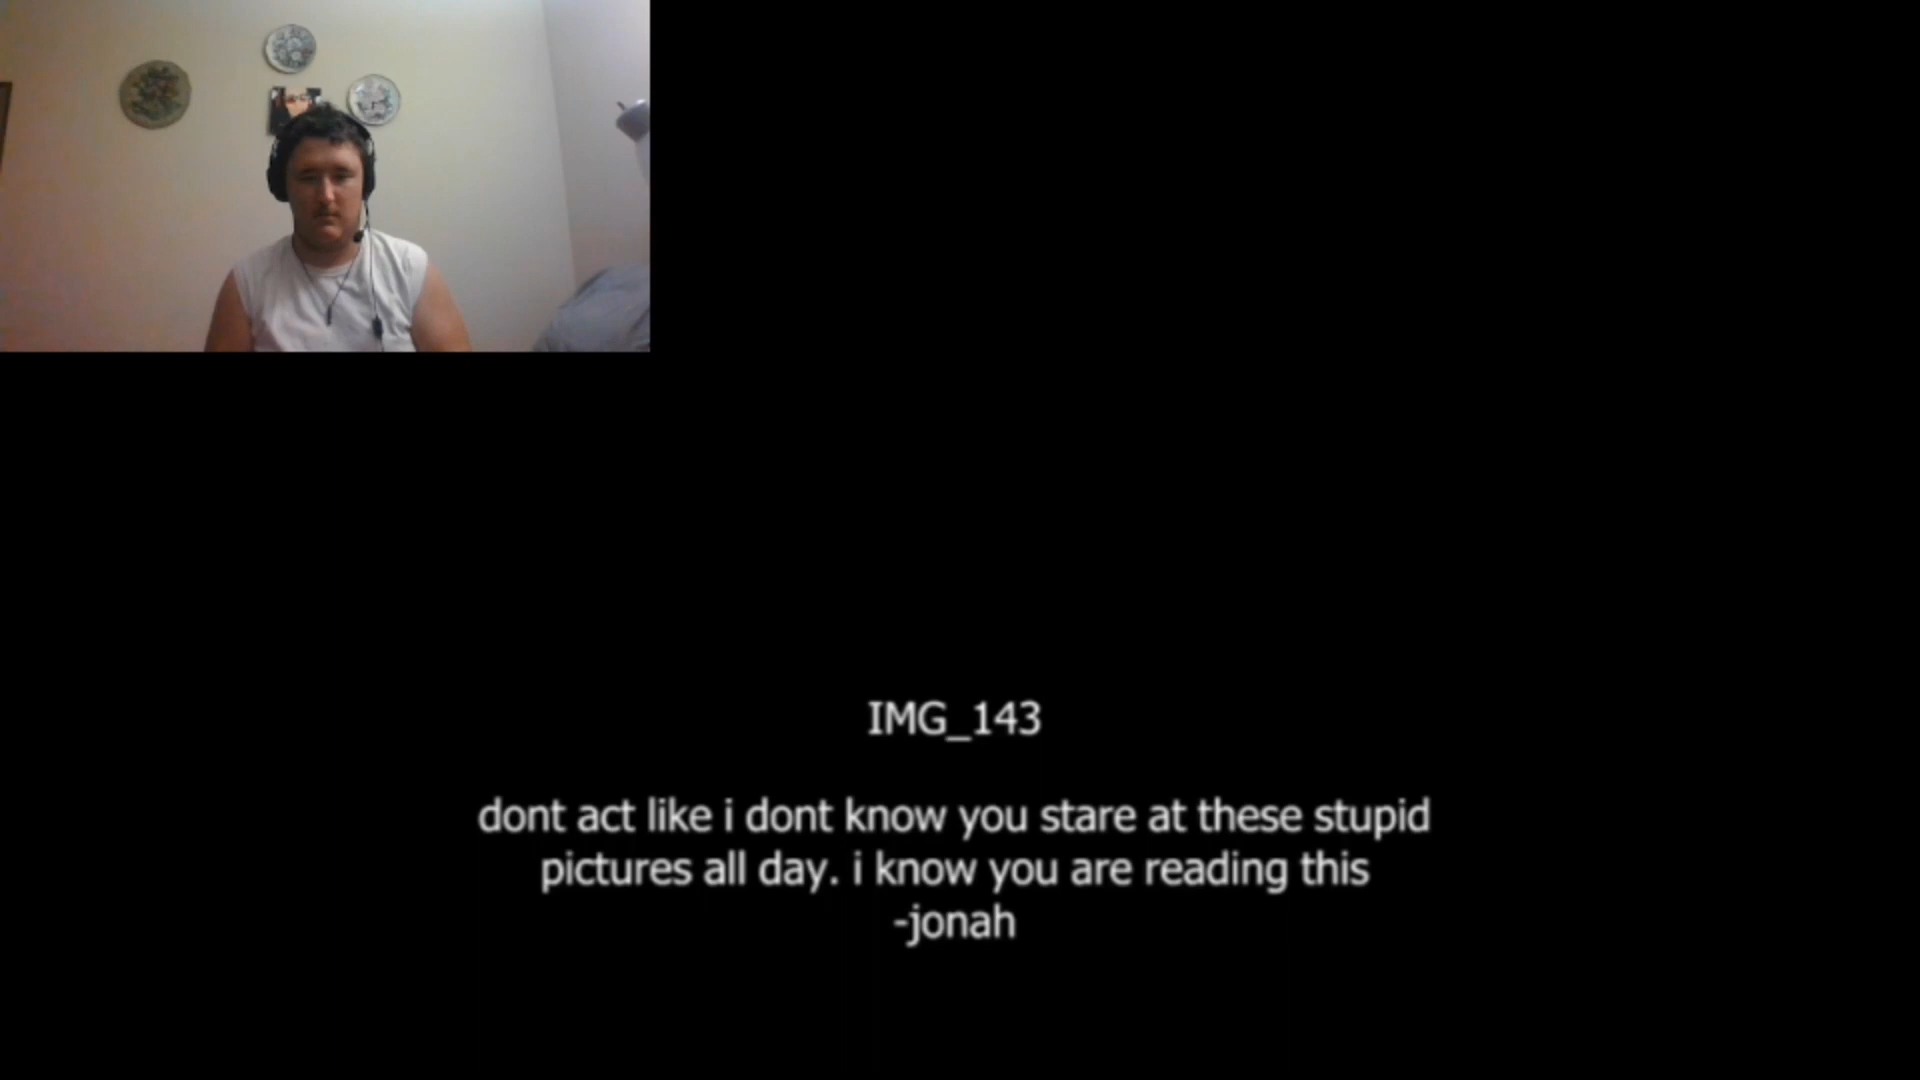 IMG_143
dont act like i dont know you stare at these stupid
pictures all day. i know you are reading this
-jonah